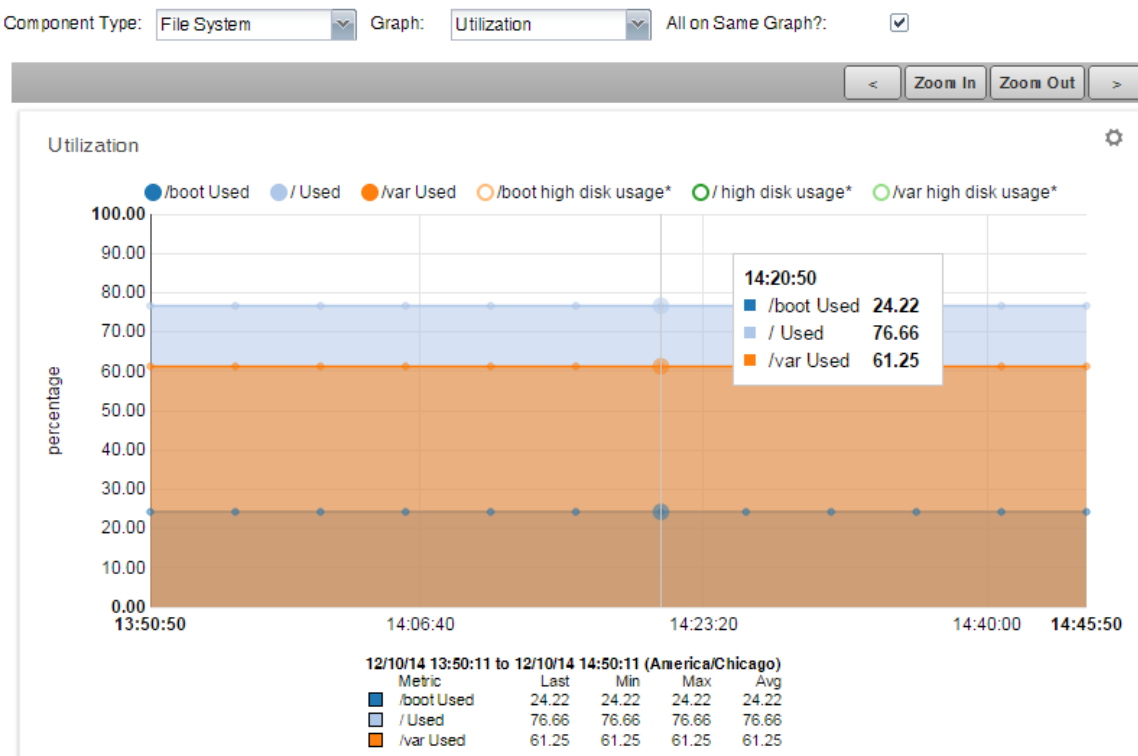 Component Type: File System Graph: Utilization All on Same Graph?:
< Zoom In Zoom Out >
Utilization
/boot Used / Used /var Used /boot high disk usage* / high disk usage* /var high disk usage*
100.00
90.00
80.00
70.00
60.00
50.00
40.00
30.00
20.00
10.00
0.00
percentage
14:20:50
/boot Used 24.22
/ Used 76.66
/var Used 61.25
13:50:50 14:06:40 14:23:20 14:40:00 14:45:50
12/10/14 13:50:11 to 12/10/14 14:50:11 (America/Chicago)
Metric Last Min Max Avg
/boot Used 24.22 24.22 24.22 24.22
/ Used 76.66 76.66 76.66 76.66
/var Used 61.25 61.25 61.25 61.25